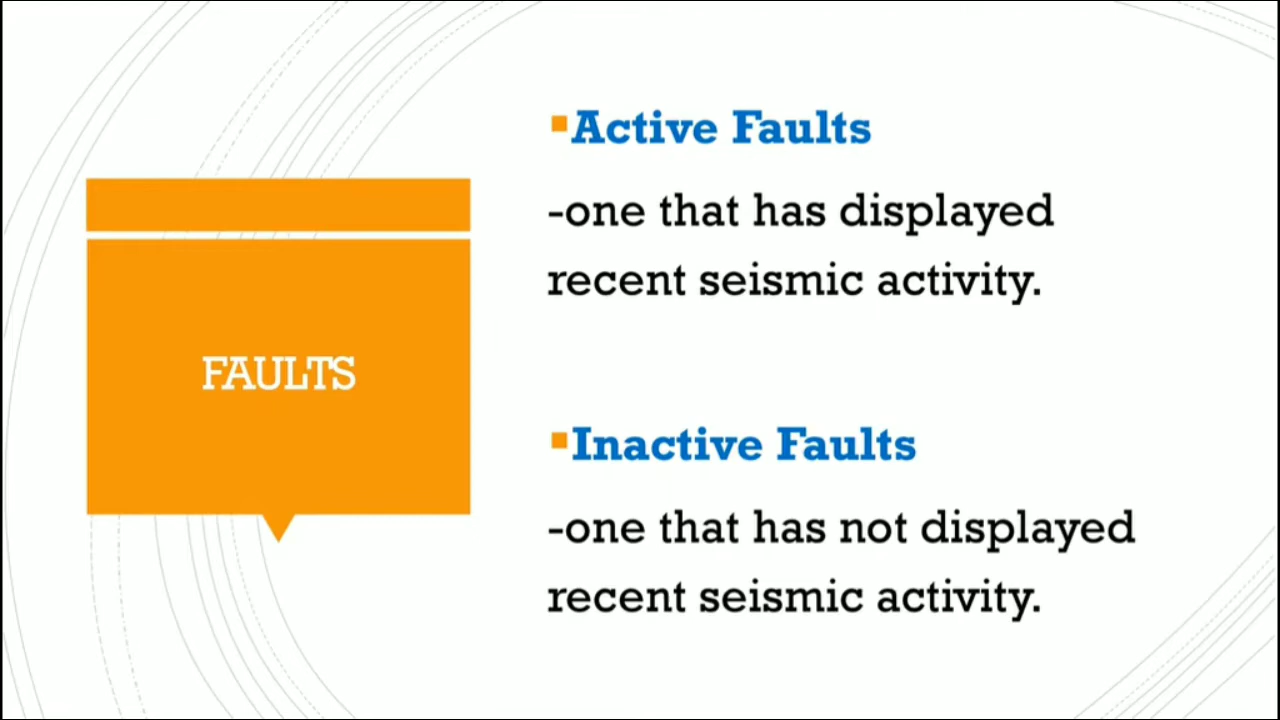 FAULTS
▪Active Faults
-one that has displayed
recent seismic activity.
▪Inactive Faults
-one that has not displayed
recent seismic activity.